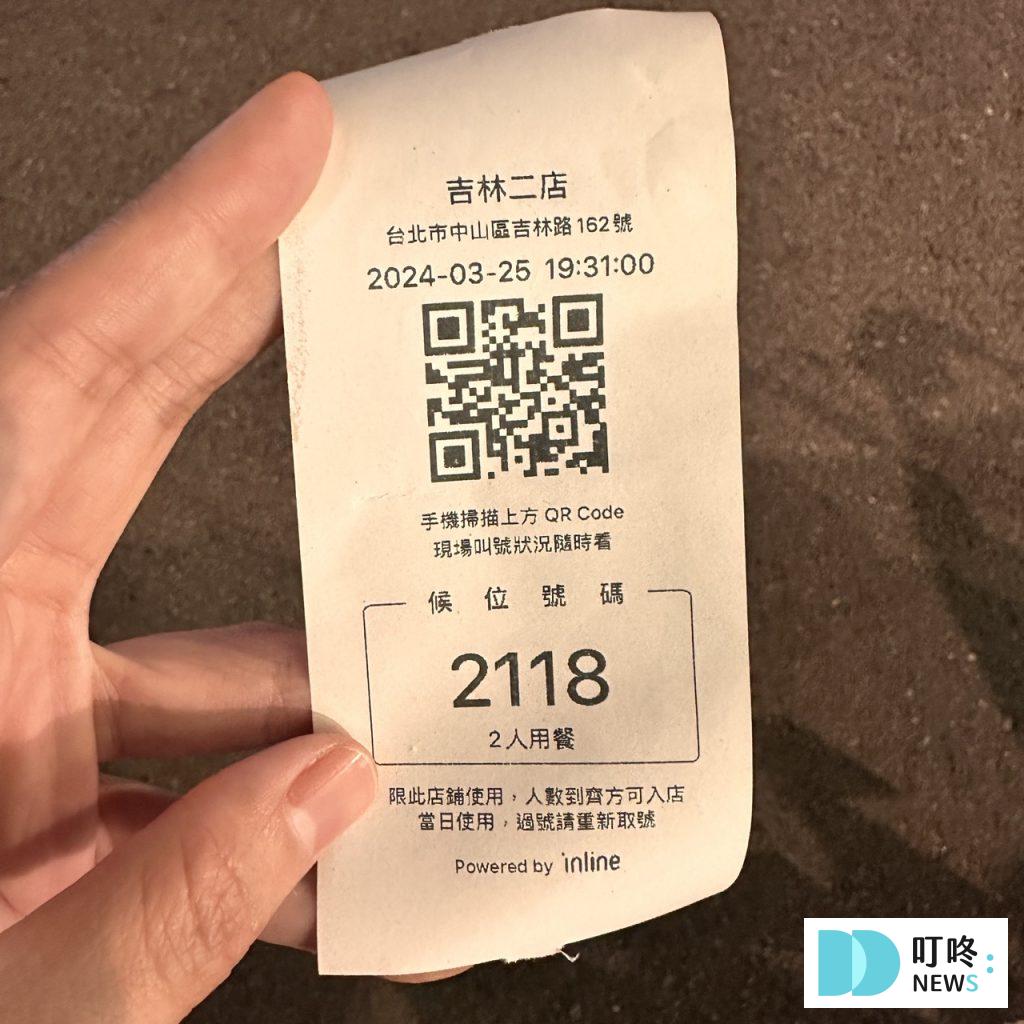 吉林二店
台北市中山區吉林路162號
2024-03-25 19:31:00
手機掃描上方 QR Code
現場叫號狀況隨時看
候位號碼
2118
2人用餐
限此店鋪使用，人數到齊方可入店
當日使用，過號請重新取號
Powered by inline
叮咚
NEWS